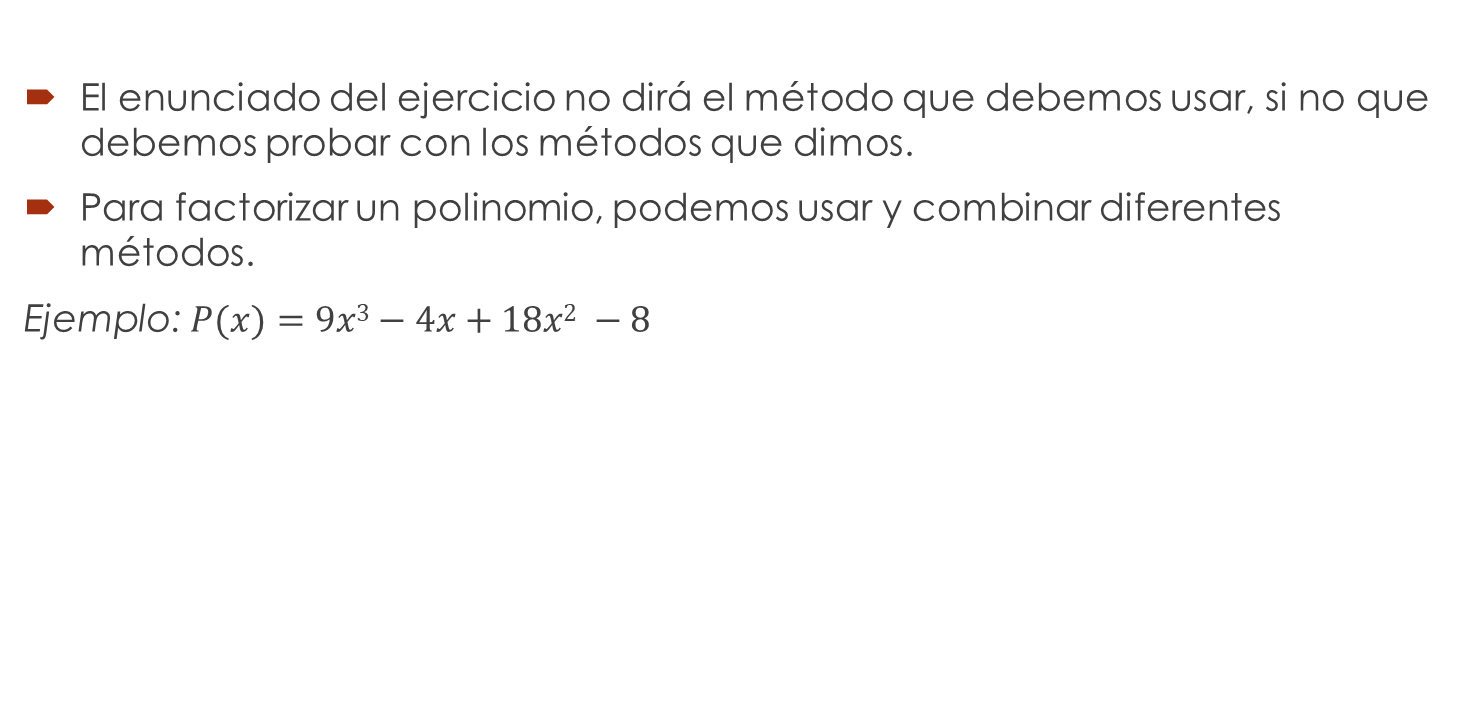 El enunciado del ejercicio no dirá el método que debemos usar, si no que
debemos probar con los métodos que dimos.
Para factorizar un polinomio, podemos usar y combinar diferentes
métodos.
Ejemplo: P(x) = 9x³ − 4x + 18x² − 8